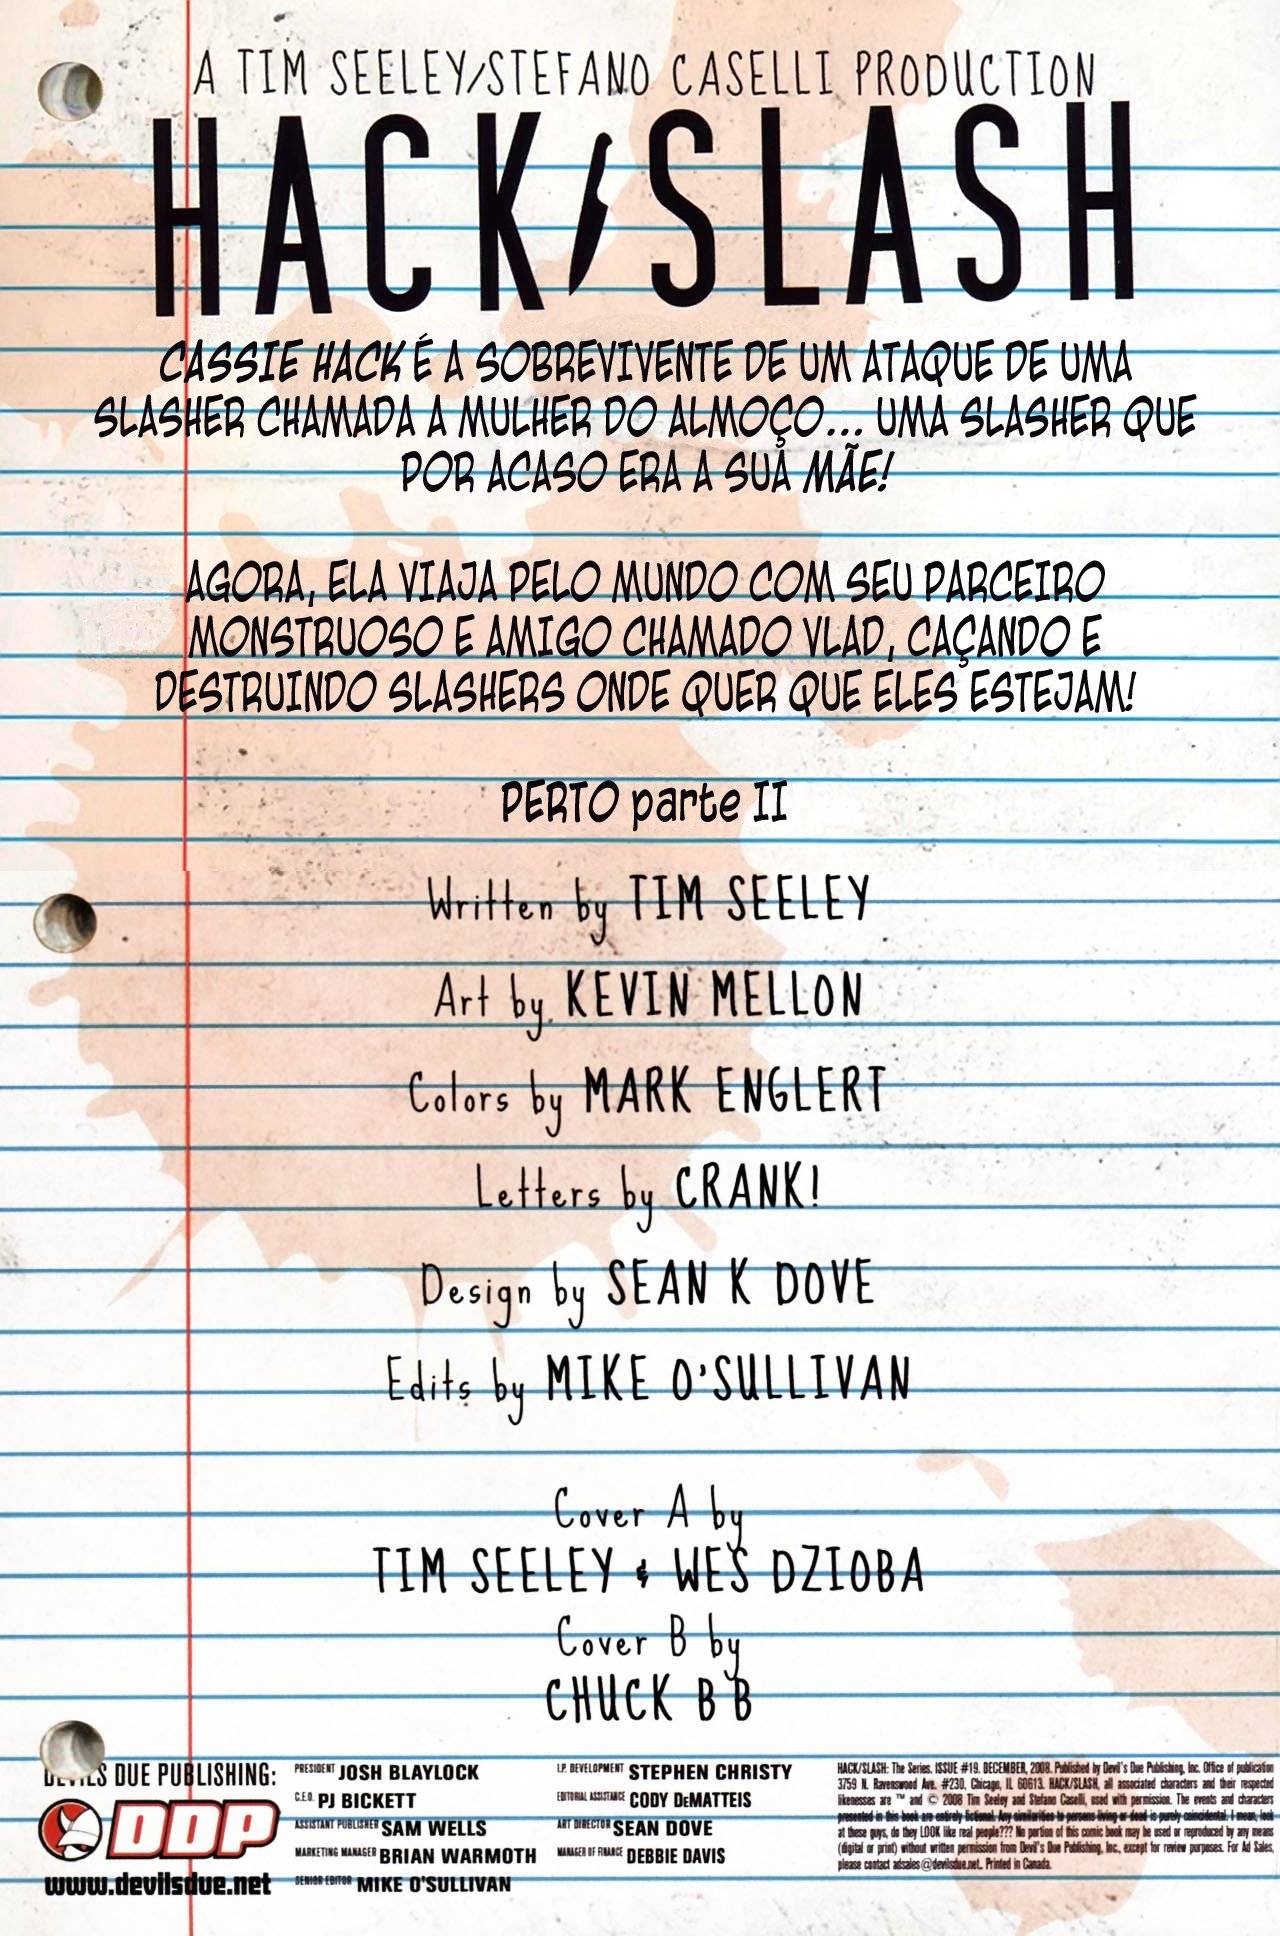 A TIM SEELEY/STEFANO CASELLI PRODUCTION
HACK/SLASH
CASSIE HACK É A SOBREVIVENTE DE UM ATAQUE DE UMA
SLASHER CHAMADA A MULHER DO ALMOÇO... UMA SLASHER QUE
POR ACASO ERA A SUA MÃE!
AGORA, ELA VIAJA PELO MUNDO COM SEU PARCEIRO
MONSTRUOSO E AMIGO CHAMADO VLAD, CAÇANDO E
DESTRUINDO SLASHERS ONDE QUER QUE ELES ESTEJAM!
PERTO parte II
Written by TIM SEELEY
Art by KEVIN MELLON
Colors by MARK ENGLERT
Letters by CRANK!
Design by SEAN K DOVE
Edits by MIKE O'SULLIVAN
Cover A by
TIM SEELEY & WES DZIOBA
Cover B by
CHUCK B B
DEVILS DUE PUBLISHING:
DDP
www.devilsdue.net
PRESIDENT JOSH BLAYLOCK
C.E.O. PJ BICKETT
ASSISTANT PUBLISHER SAM WELLS
MARKETING MANAGER BRIAN WARMOTH
SENIOR EDITOR MIKE O'SULLIVAN
I.P. DEVELOPMENT STEPHEN CHRISTY
EDITORIAL ASSISTANCE CODY DeMATTEIS
ART DIRECTOR SEAN DOVE
MANAGER OF FINANCE DEBBIE DAVIS
HACK/SLASH: The Series. ISSUE #19. DECEMBER, 2008. Published by Devil's Due Publishing, Inc. Office of publication
3759 N. Ravenswood Ave. #230, Chicago, IL 60613. HACK/SLASH, all associated characters and their respected
likenesses are ™ and © 2008 Tim Seeley and Stefano Caselli, used with permission. The events and characters
presented in this book are entirely fictional. Any similarities to persons living or dead is purely coincidental. I mean, look
at these guys, do they LOOK like real people??? No portion of this comic book may be used or reproduced by any means
(digital or print) without written permission from Devil's Due Publishing, Inc., except for review purposes. For Ad Sales,
please contact adsales@devilsdue.net. Printed in Canada.